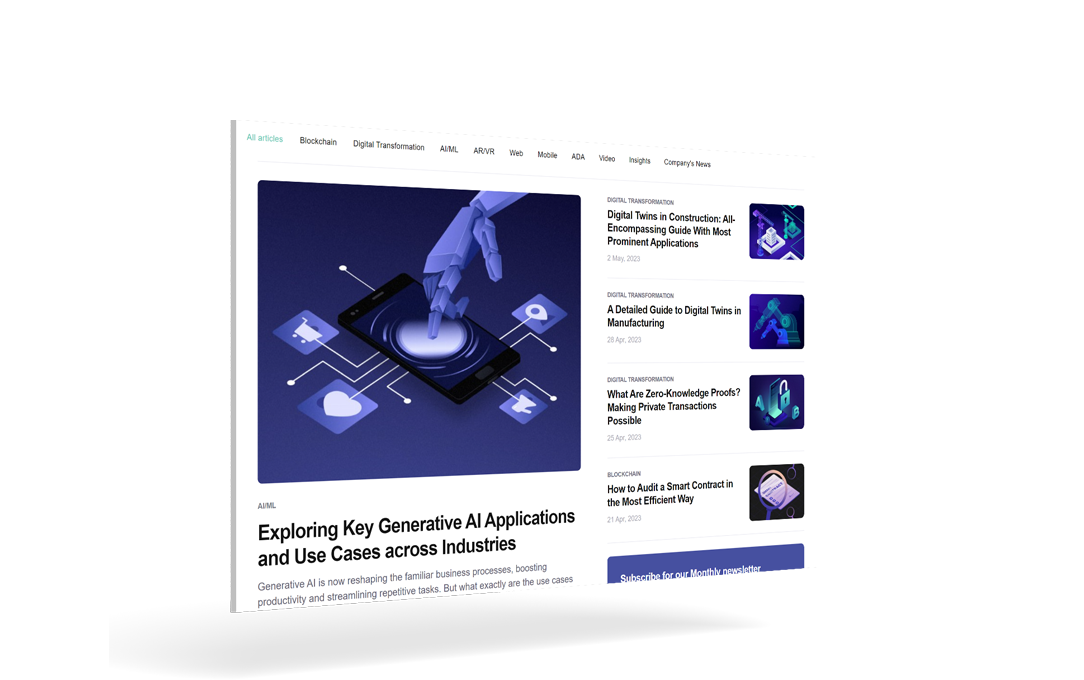 All articles Blockchain Digital Transformation AI/ML AR/VR Web Mobile ADA Video Insights Company's News
AI/ML
Exploring Key Generative AI Applications
and Use Cases across Industries
Generative AI is now reshaping the familiar business processes, boosting
productivity and streamlining repetitive tasks. But what exactly are the use cases
DIGITAL TRANSFORMATION
Digital Twins in Construction: All-
Encompassing Guide With Most
Prominent Applications
2 May, 2023
DIGITAL TRANSFORMATION
A Detailed Guide to Digital Twins in
Manufacturing
28 Apr, 2023
DIGITAL TRANSFORMATION
What Are Zero-Knowledge Proofs?
Making Private Transactions
Possible
25 Apr, 2023
A
B
BLOCKCHAIN
How to Audit a Smart Contract in
the Most Efficient Way
21 Apr, 2023
Subscribe for our Monthly newsletter